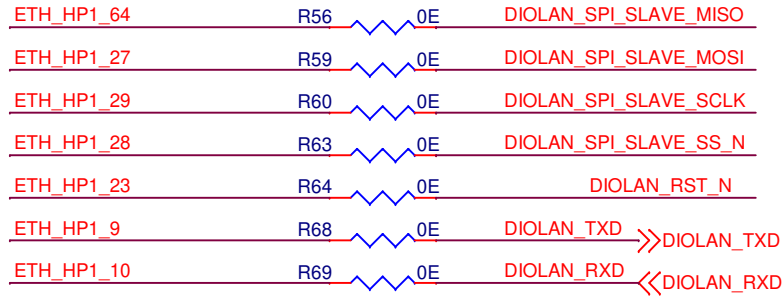 ETH_HP1_64 R56 0E DIOLAN_SPI_SLAVE_MISO
ETH_HP1_27 R59 0E DIOLAN_SPI_SLAVE_MOSI
ETH_HP1_29 R60 0E DIOLAN_SPI_SLAVE_SCLK
ETH_HP1_28 R63 0E DIOLAN_SPI_SLAVE_SS_N
ETH_HP1_23 R64 0E DIOLAN_RST_N
ETH_HP1_9 R68 0E DIOLAN_TXD DIOLAN_TXD
ETH_HP1_10 R69 0E DIOLAN_RXD DIOLAN_RXD